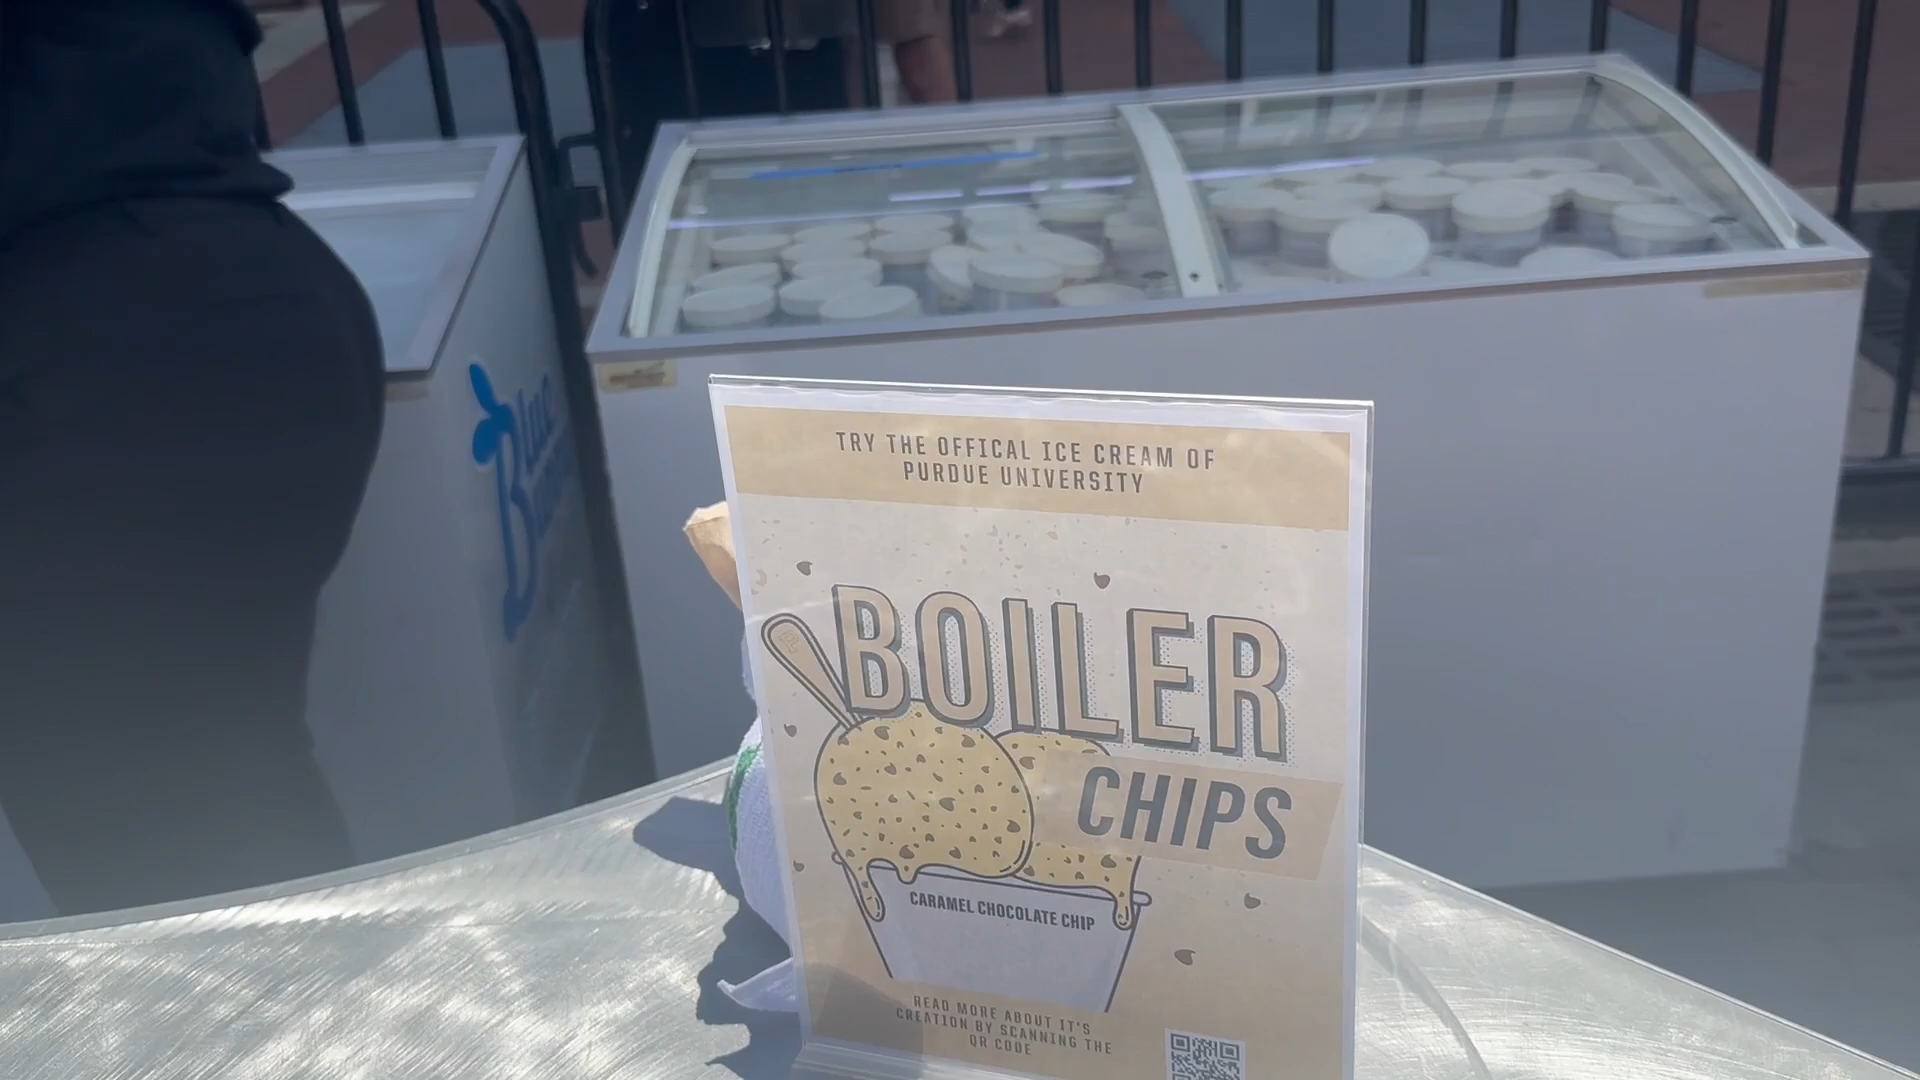 TRY THE OFFICAL ICE CREAM OF
PURDUE UNIVERSITY
BOILER
CHIPS
CARAMEL CHOCOLATE CHIP
READ MORE ABOUT IT'S
CREATION BY SCANNING THE
QR CODE
Blue